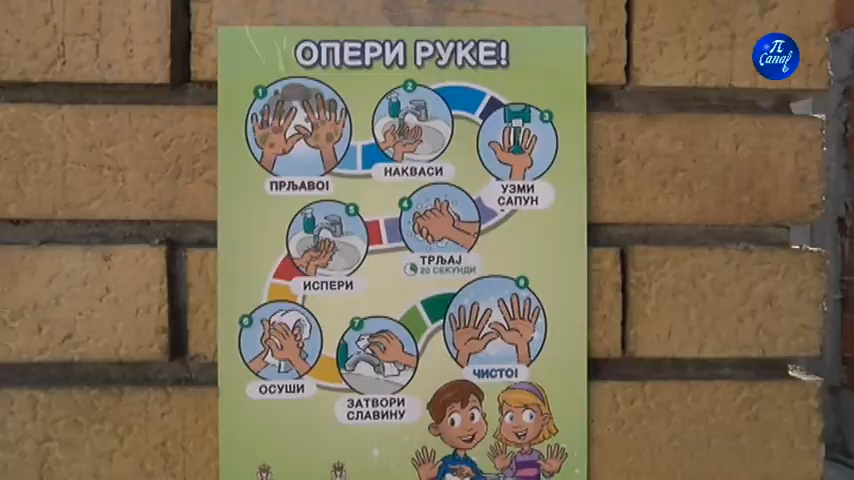 ОПЕРИ РУКЕ!
1
ПРЉАВО!
2
НАКВАСИ
3
УЗМИ
САПУН
4
ТРЉАЈ
20 СЕКУНДИ
5
ИСПЕРИ
6
ОСУШИ
7
ЗАТВОРИ
СЛАВИНУ
8
ЧИСТО!
π
Сanaj